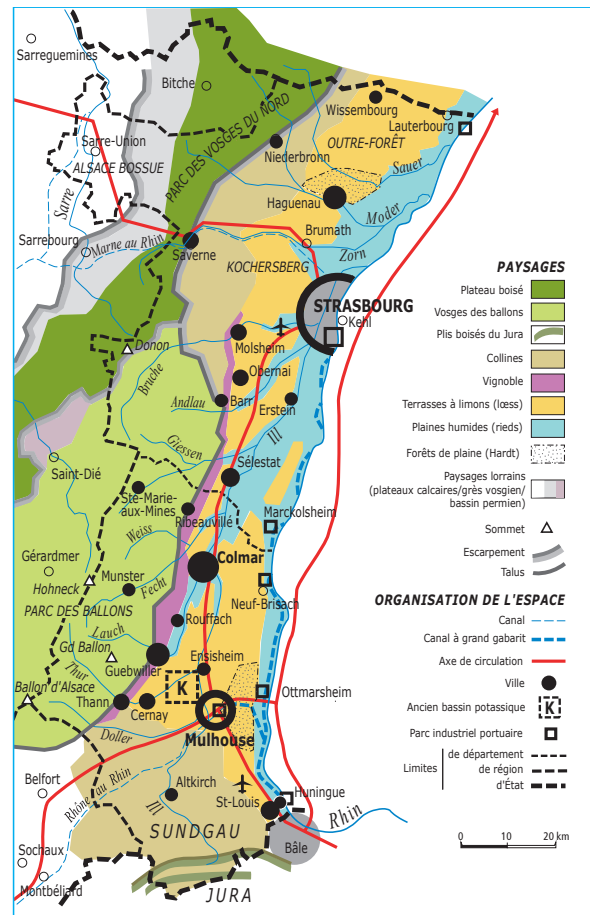 Sarreguemines
Bitche
Wissembourg
Lauterbourg
PARC DES VOSGES DU NORD
OUTRE-FORÊT
Niederbronn
Sarre-Union
ALSACE BOSSUE
Sauer
Sarre
Haguenau
Moder
Sarrebourg
Marne au Rhin
Brumath
Saverne
Zorn
KOCHERSBERG
STRASBOURG
Kehl
Donon
Molsheim
Bruche
Obernai
Andlau
Barr
Erstein
Giessen
Ill
Saint-Dié
Sélestat
Ste-Marie-
aux-Mines
Ribeauvillé
Marckolsheim
Weiss
Gérardmer
Colmar
Hohneck
Munster
Fecht
PARC DES BALLONS
Neuf-Brisach
Rouffach
Lauch
Gd Ballon
Guebwiller
Ensisheim
Thur
K
Ballon d'Alsace
Ottmarsheim
Thann
Cernay
Doller
Mulhouse
Belfort
Altkirch
Rhône au Rhin
Ill
St-Louis
Huningue
Rhin
SUNDGAU
Bâle
Sochaux
Montbéliard
JURA
PAYSAGES
Plateau boisé
Vosges des ballons
Plis boisés du Jura
Collines
Vignoble
Terrasses à limons (lœss)
Plaines humides (rieds)
Forêts de plaine (Hardt)
Paysages lorrains
(plateaux calcaires/grès vosgien/
bassin permien)
Sommet
Escarpement
Talus
ORGANISATION DE L'ESPACE
Canal
Canal à grand gabarit
Axe de circulation
Ville
Ancien bassin potassique
K
Parc industriel portuaire
Limites
de département
de région
d'État
0 10 20 km